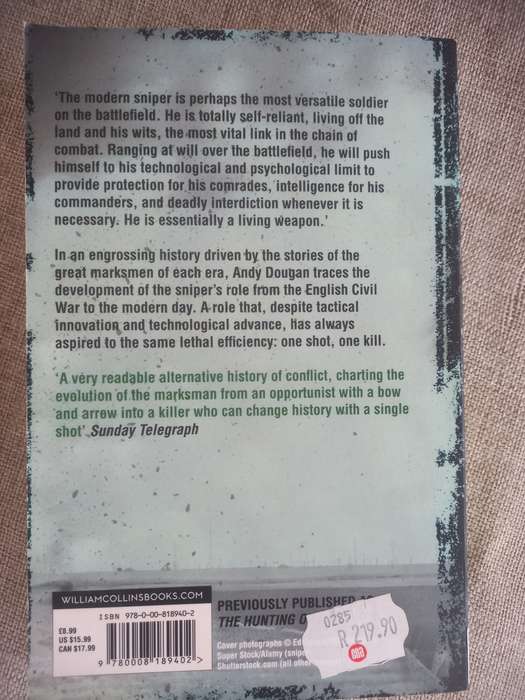 'The modern sniper is perhaps the most versatile soldier
on the battlefield. He is totally self-reliant, living off the
land and his wits, the most vital link in the chain of
combat. Ranging at will over the battlefield, he will push
himself to his technological and psychological limit to
provide protection for his comrades, intelligence for his
commanders, and deadly interdiction whenever it is
necessary. He is essentially a living weapon.'
In an engrossing history driven by the stories of the
great marksmen of each era, Andy Dougan traces the
development of the sniper's role from the English Civil
War to the modern day. A role that, despite tactical
innovation and technological advance, has always
aspired to the same lethal efficiency: one shot, one kill.
'A very readable alternative history of conflict, charting the
evolution of the marksman from an opportunist with a bow
and arrow into a killer who can change history with a single
shot' Sunday Telegraph
WILLIAMCOLLINSBOOKS.COM
ISBN 978-0-00-818940-2
£8.99
US $15.99
CAN $17.99
9 780008 189402 >
PREVIOUSLY PUBLISHED
THE HUNTING
0285
R 219.90
cna
Cover photographs ©
Super Stock/Alamy
Shutterstock.com (all